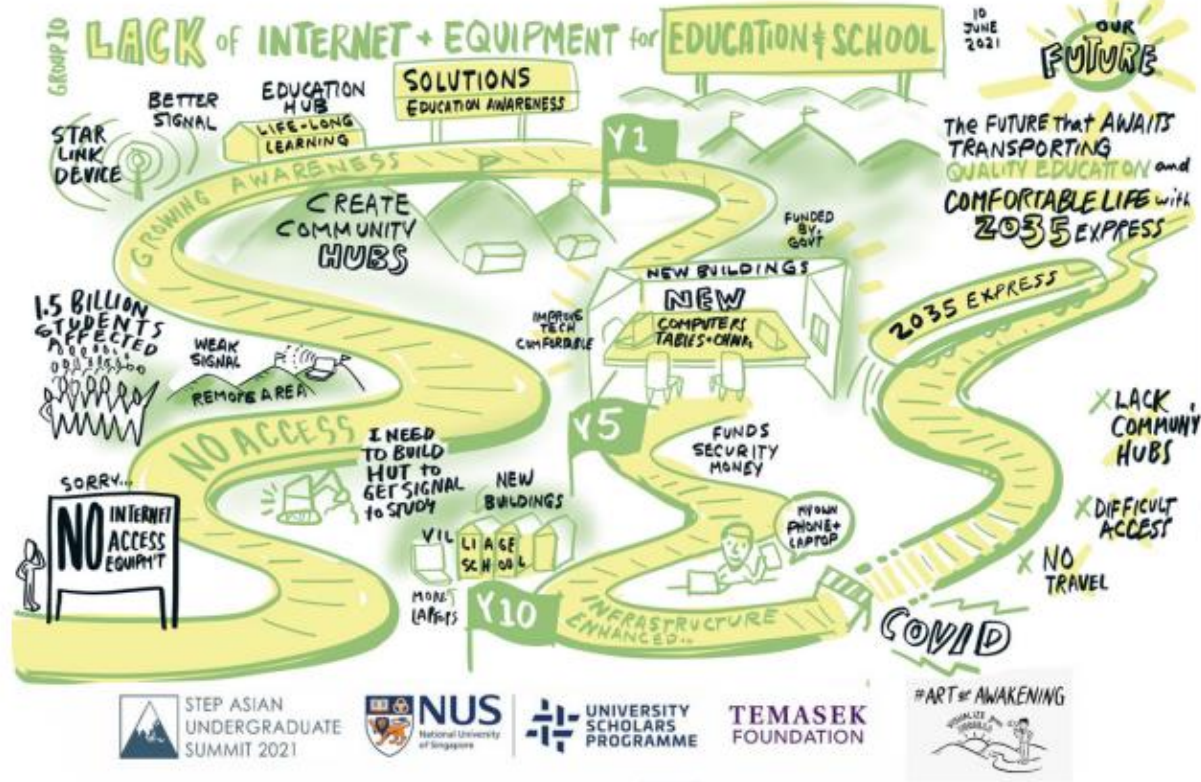 GROUP 10
LACK of INTERNET + EQUIPMENT for EDUCATION & SCHOOL
10
JUNE
2021
OUR
FUTURE
The FUTURE that AWAITS
TRANSPORTING
QUALITY EDUCATION and
COMFORTABLE LIFE with
2035 EXPRESS
SOLUTIONS
EDUCATION AWARENESS
EDUCATION
HUB
LIFE-LONG
LEARNING
BETTER
SIGNAL
STAR
LINK
DEVICE
GROWING AWARENESS
Y1
CREATE
COMMUNITY
HUBS
FUNDED
BY
GOVT
NEW BUILDINGS
NEW
COMPUTERS
TABLES + CHAIRS
IMPROVE
TECH
COMFORTABLE
2035 EXPRESS
1.5 BILLION
STUDENTS
AFFECTED
WEAK
SIGNAL
REMOTE AREA
NO ACCESS
I NEED
TO BUILD
HUT to
GET SIGNAL
to STUDY
Y5
FUNDS
SECURITY
MONEY
SORRY...
NO INTERNET
ACCESS
EQUIPM'T
NEW
BUILDINGS
VILLIAGE
SCHOOL
MORE
LAPTOPS
Y10
MY OWN
PHONE +
LAPTOP
INFRASTRUCTURE
ENHANCED...
COVID
X LACK
COMMUNY
HUBS
X DIFFICULT
ACCESS
X NO
TRAVEL
STEP ASIAN
UNDERGRADUATE
SUMMIT 2021
NUS
National University
of Singapore
UNIVERSITY
SCHOLARS
PROGRAMME
TEMASEK
FOUNDATION
#ART of AWAKENING